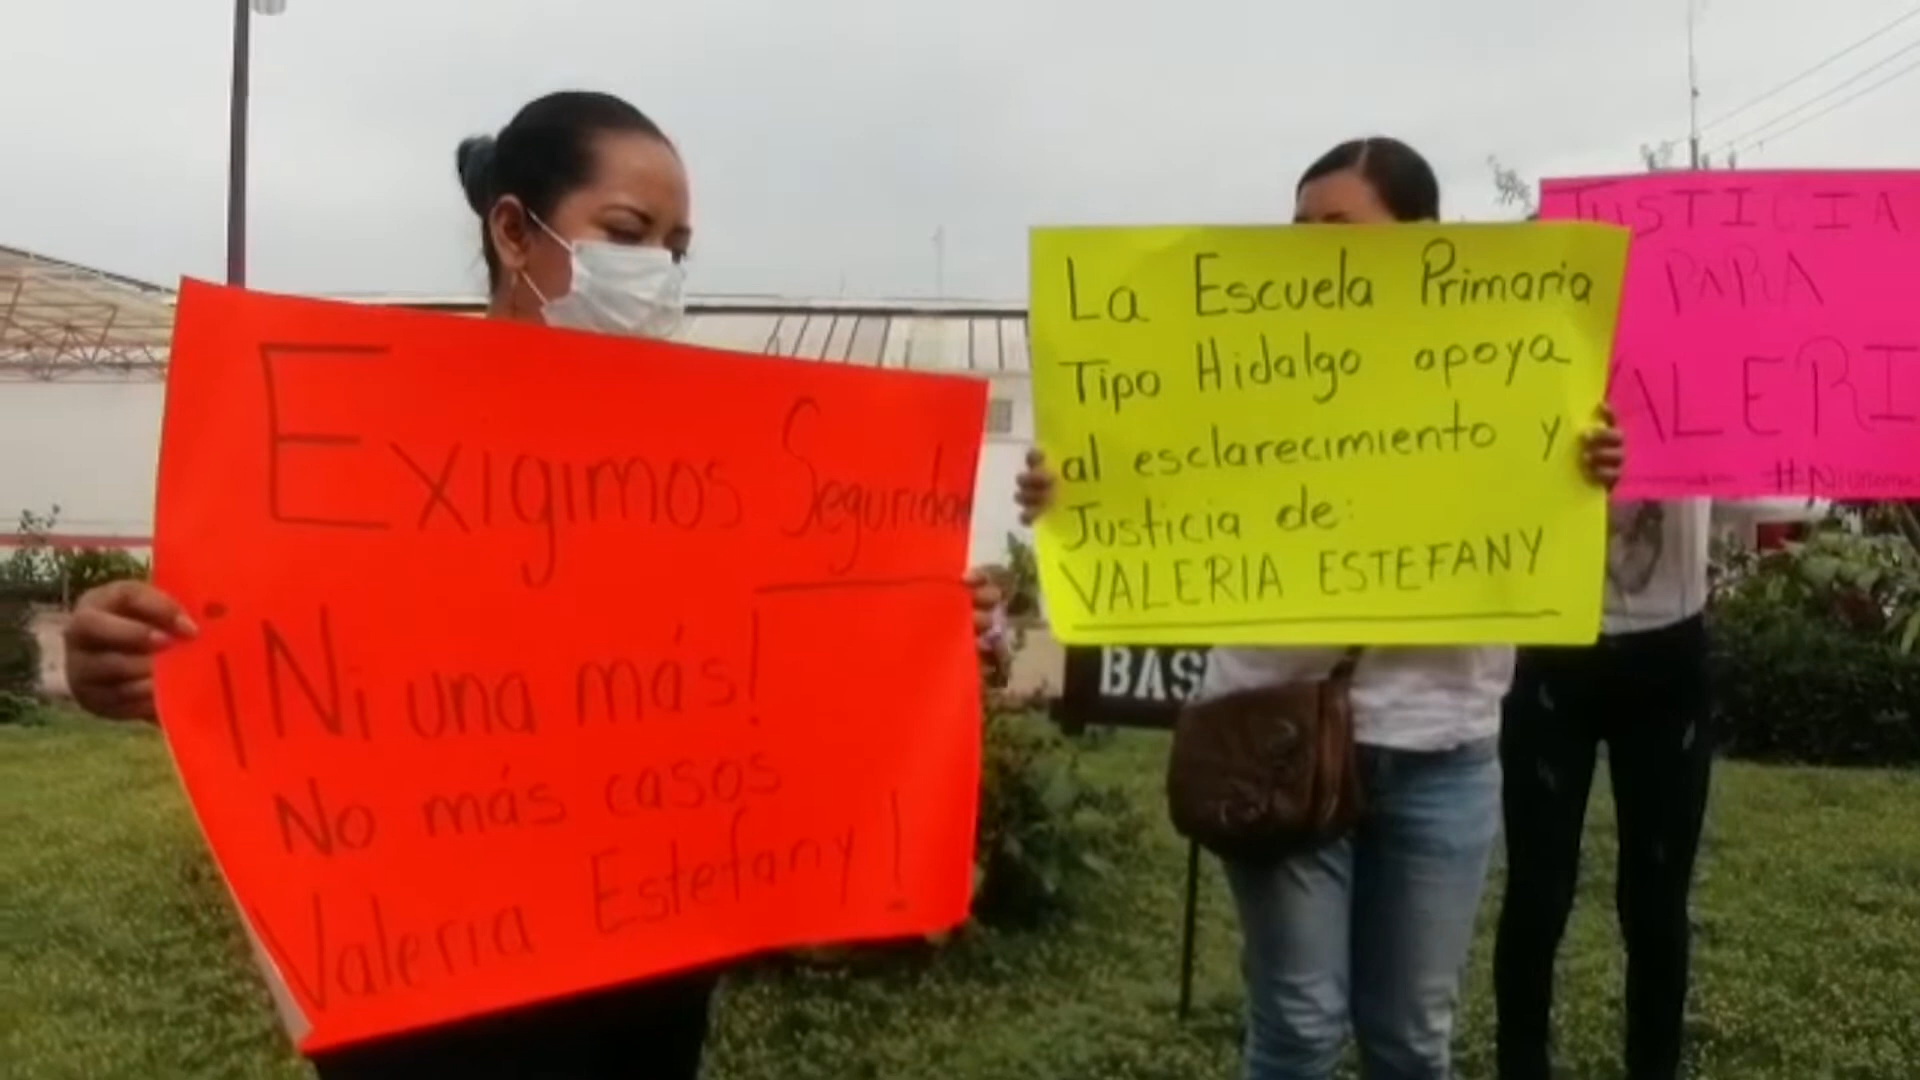 Exigimos Seguridad
¡Ni una más!
No más casos
Valeria Estefany!
La Escuela Primaria
Tipo Hidalgo apoya
al esclarecimiento y
Justicia de:
VALERIA ESTEFANY
JUSTICIA
PARA
VALERI
BAS